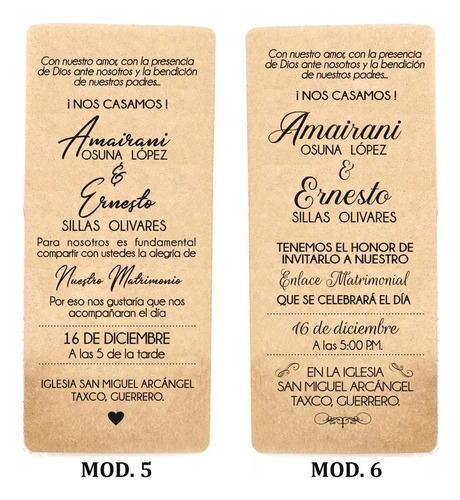 Con nuestro amor, con la presencia
de Dios ante nosotros y la bendición
de nuestros padres...
¡ NOS CASAMOS !
Amairani
OSUNA LÓPEZ
&
Ernesto
SILLAS OLIVARES
Para nosotros es fundamental
compartir con ustedes la alegria de
Nuestro Matrimonio
Por eso nos gustaría que nos
acompañaran el día
16 DE DICIEMBRE
A las 5 de la tarde
IGLESIA SAN MIGUEL ARCÁNGEL
TAXCO, GUERRERO.
MOD. 5
Con nuestro amor, con la presencia
de Dios ante nosotros y la bendición
de nuestros padres...
¡ NOS CASAMOS !
Amairani
OSUNA LÓPEZ
&
Ernesto
SILLAS OLIVARES
TENEMOS EL HONOR DE
INVITARLO A NUESTRO
Enlace Matrimonial
QUE SE CELEBRARÁ EL DÍA
16 de diciembre
A las 5:00 P.M.
EN LA IGLESIA
SAN MIGUEL ARCÁNGEL
TAXCO, GUERRERO.
MOD. 6